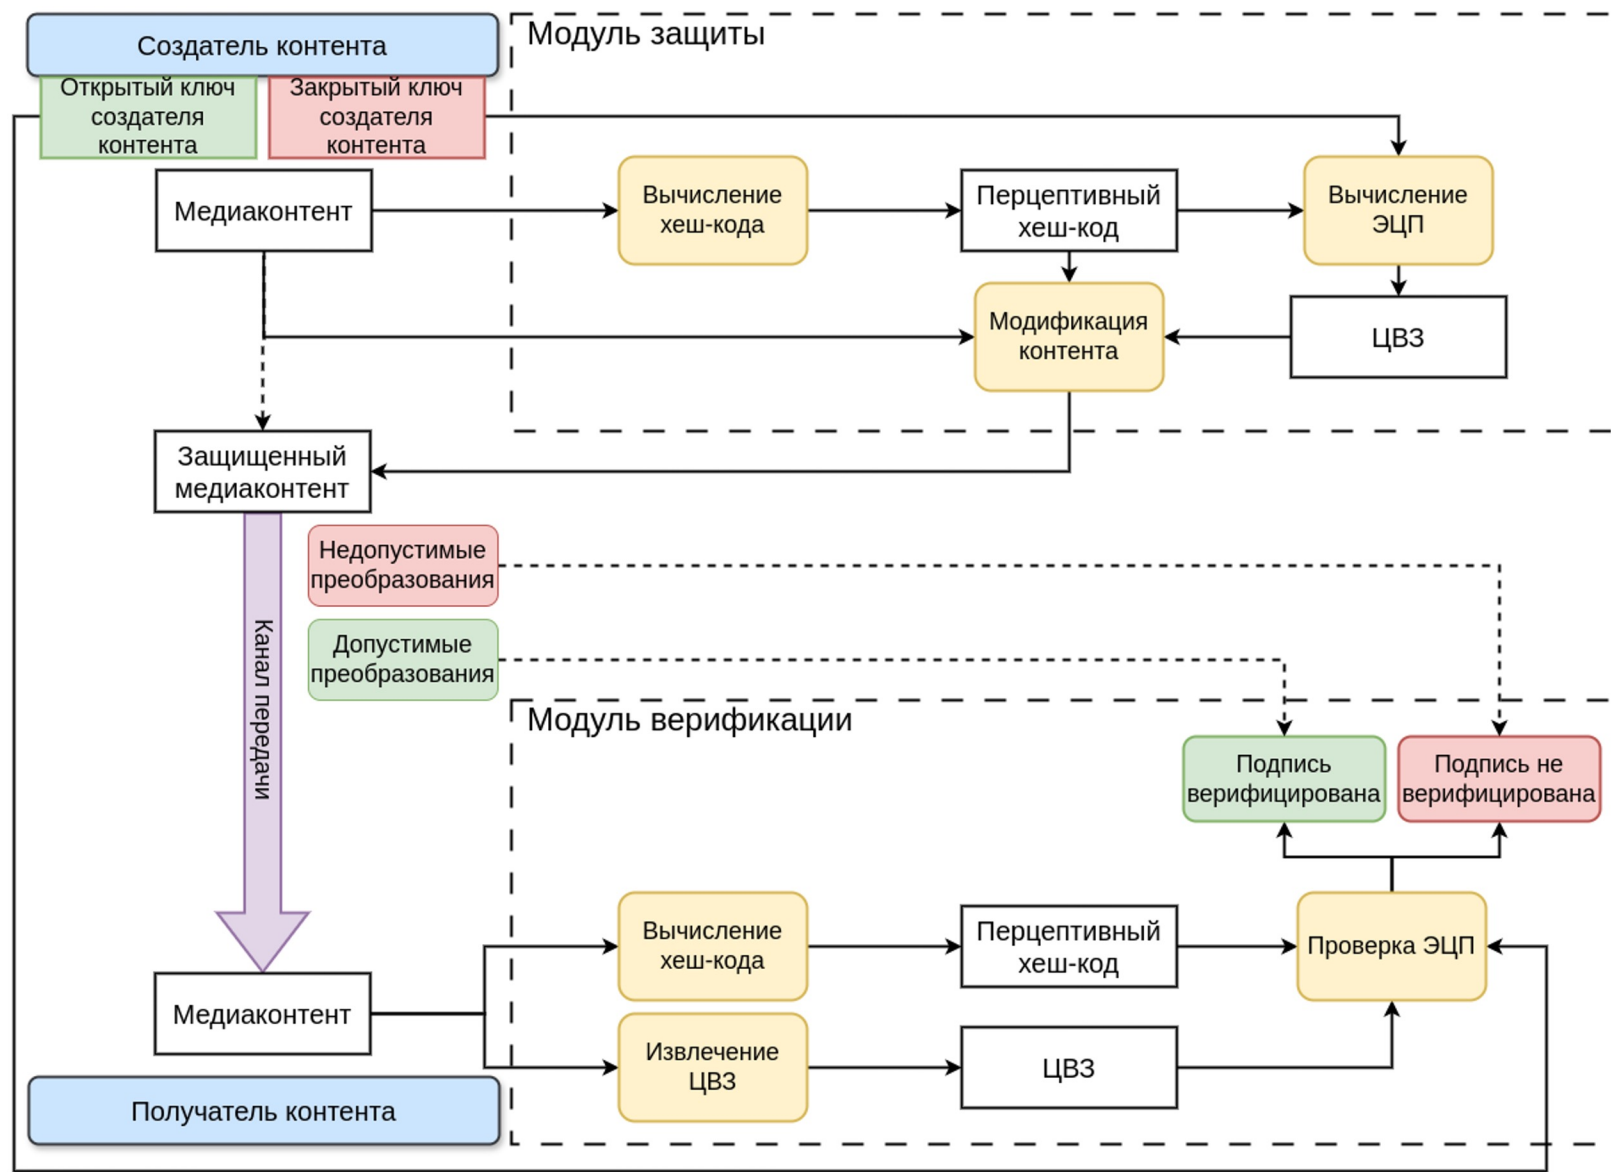 Создатель контента
Модуль защиты
Открытый ключ
создателя
контента
Закрытый ключ
создателя
контента
Медиаконтент
Вычисление
хеш-кода
Перцептивный
хеш-код
Вычисление
ЭЦП
Модификация
контента
ЦВЗ
Защищенный
медиаконтент
Недопустимые
преобразования
Допустимые
преобразования
Канал передачи
Модуль верификации
Подпись
верифицирована
Подпись не
верифицирована
Вычисление
хеш-кода
Перцептивный
хеш-код
Проверка ЭЦП
Медиаконтент
Извлечение
ЦВЗ
ЦВЗ
Получатель контента